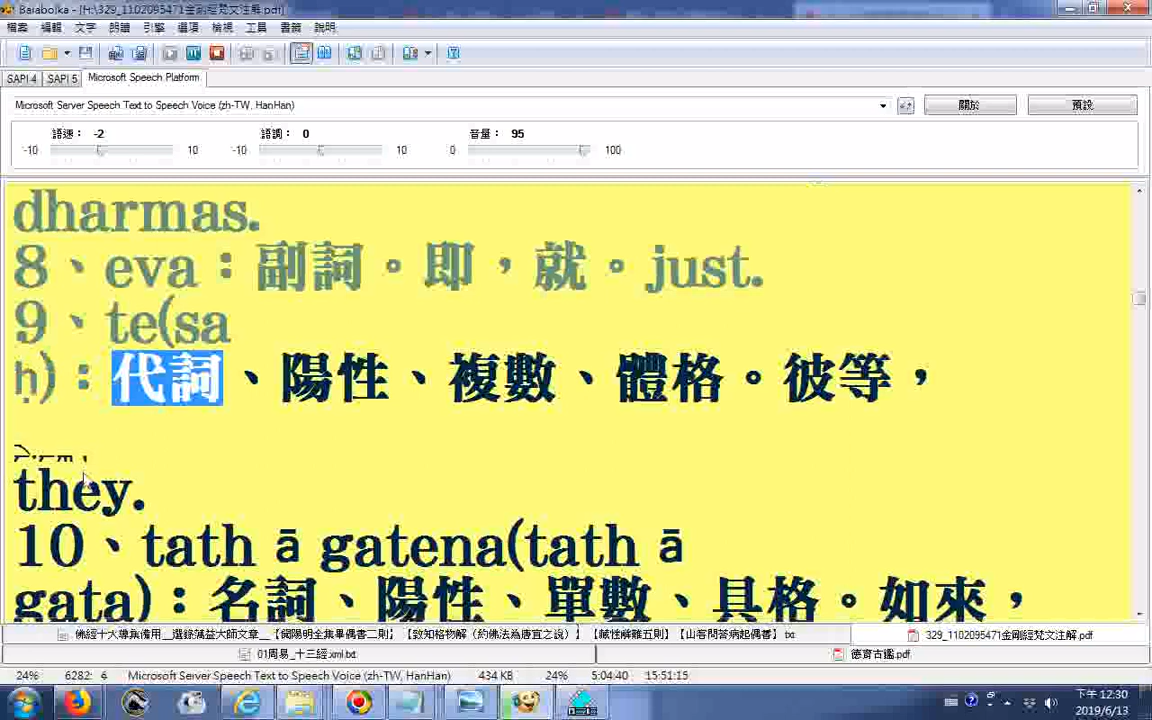 Balabolka - [H:\329_1102095471金剛經梵文注解.pdf]
檔案 編輯 文字 朗讀 引擎 選項 檢視 工具 書籤 說明
SAPI 4 SAPI 5 Microsoft Speech Platform
Microsoft Server Speech Text to Speech Voice (zh-TW, HanHan) 關於 預設
語速： -2 語調： 0 音量： 95
-10 10 -10 10 0 100
dharmas.
8、eva：副詞。即，就。just.
9、te(sa
ḥ)：代詞、陽性、複數、體格。彼等，
they.
10、tath ā gatena(tath ā
gata)：名詞、陽性、單數、具格。如來，
329_1102095471金剛經梵文注解.pdf
01周易_十三經.xml.txt 德育古鑑.pdf
24% 6282: 6 Microsoft Server Speech Text to Speech Voice (zh-TW, HanHan) 434 KB 24% 5:04:40 15:51:15
下午 12:30
2019/6/13